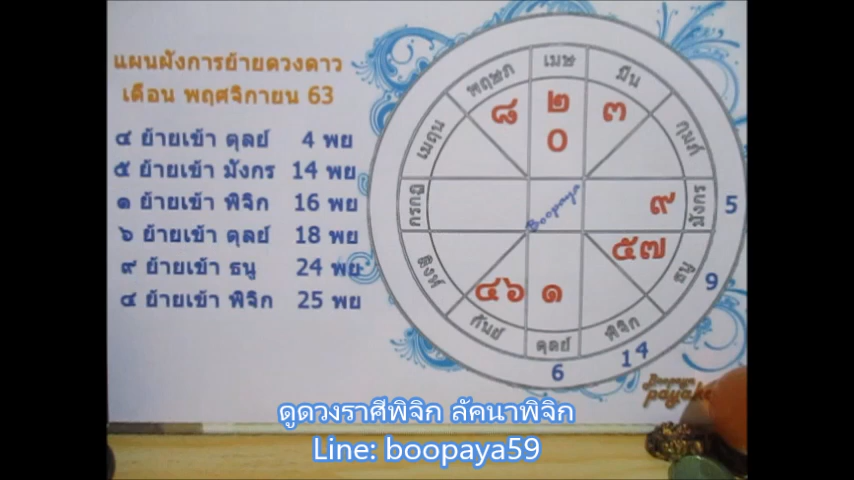 แผนผังการย้ายดวงดาว
เดือน พฤศจิกายน 63
๔ ย้ายเข้า ตุลย์ 4 พย
๕ ย้ายเข้า มังกร 14 พย
๑ ย้ายเข้า พิจิก 16 พย
๖ ย้ายเข้า ตุลย์ 18 พย
๙ ย้ายเข้า ธนู 24 พย
๔ ย้ายเข้า พิจิก 25 พย
พฤษภ เมษ มีน
๘ ๒ ๓
0
เมถุน กุมภ์
กรกฎ Boopaya ๙ มังกร 5
สิงห์ ๕๗ ธนู 9
๔๖ ๑
กันย์ ตุลย์ พิจิก
6 14
Boopaya
payake
ดูดวงราศีพิจิก ลัคนาพิจิก
Line: boopaya59